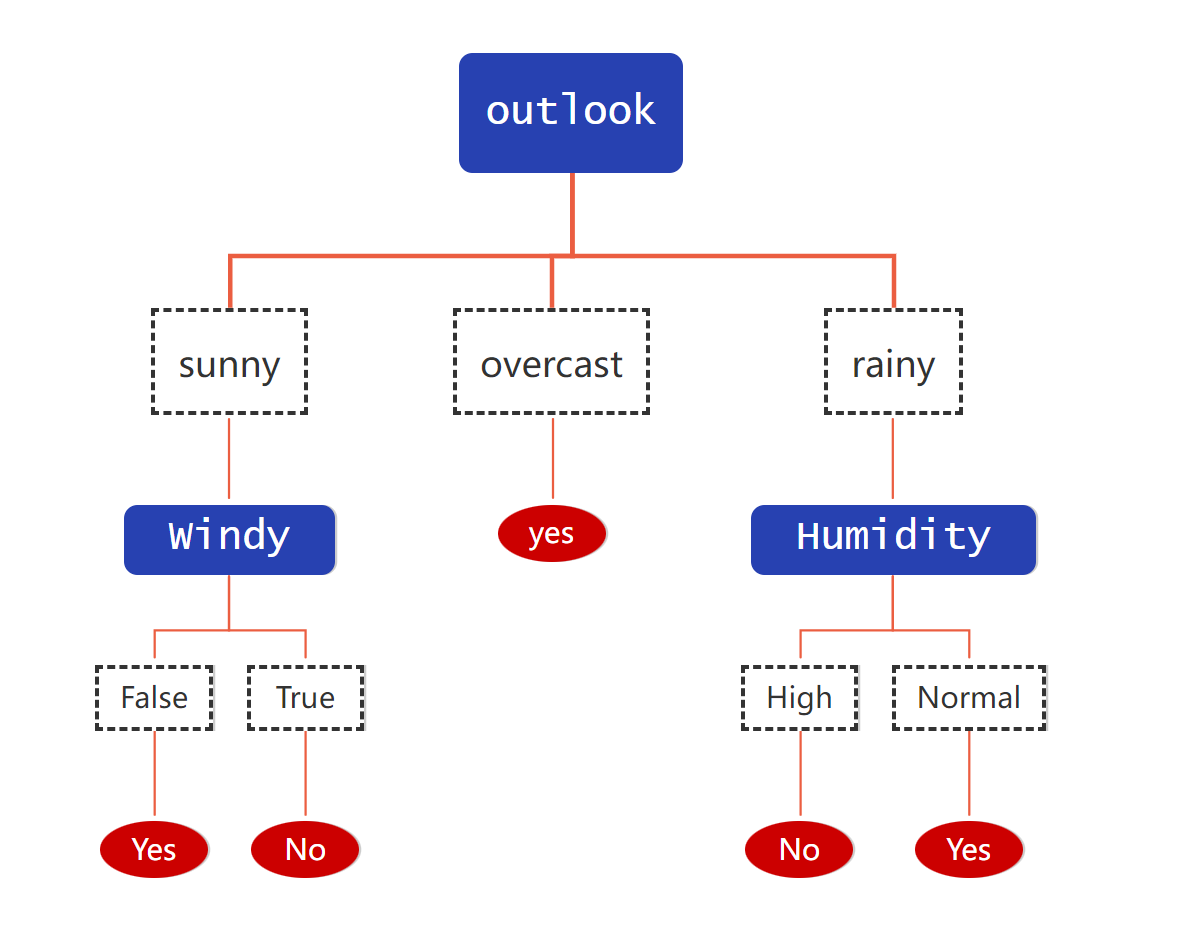 outlook
sunny
overcast
rainy
Windy
yes
Humidity
False
True
High
Normal
Yes
No
No
Yes